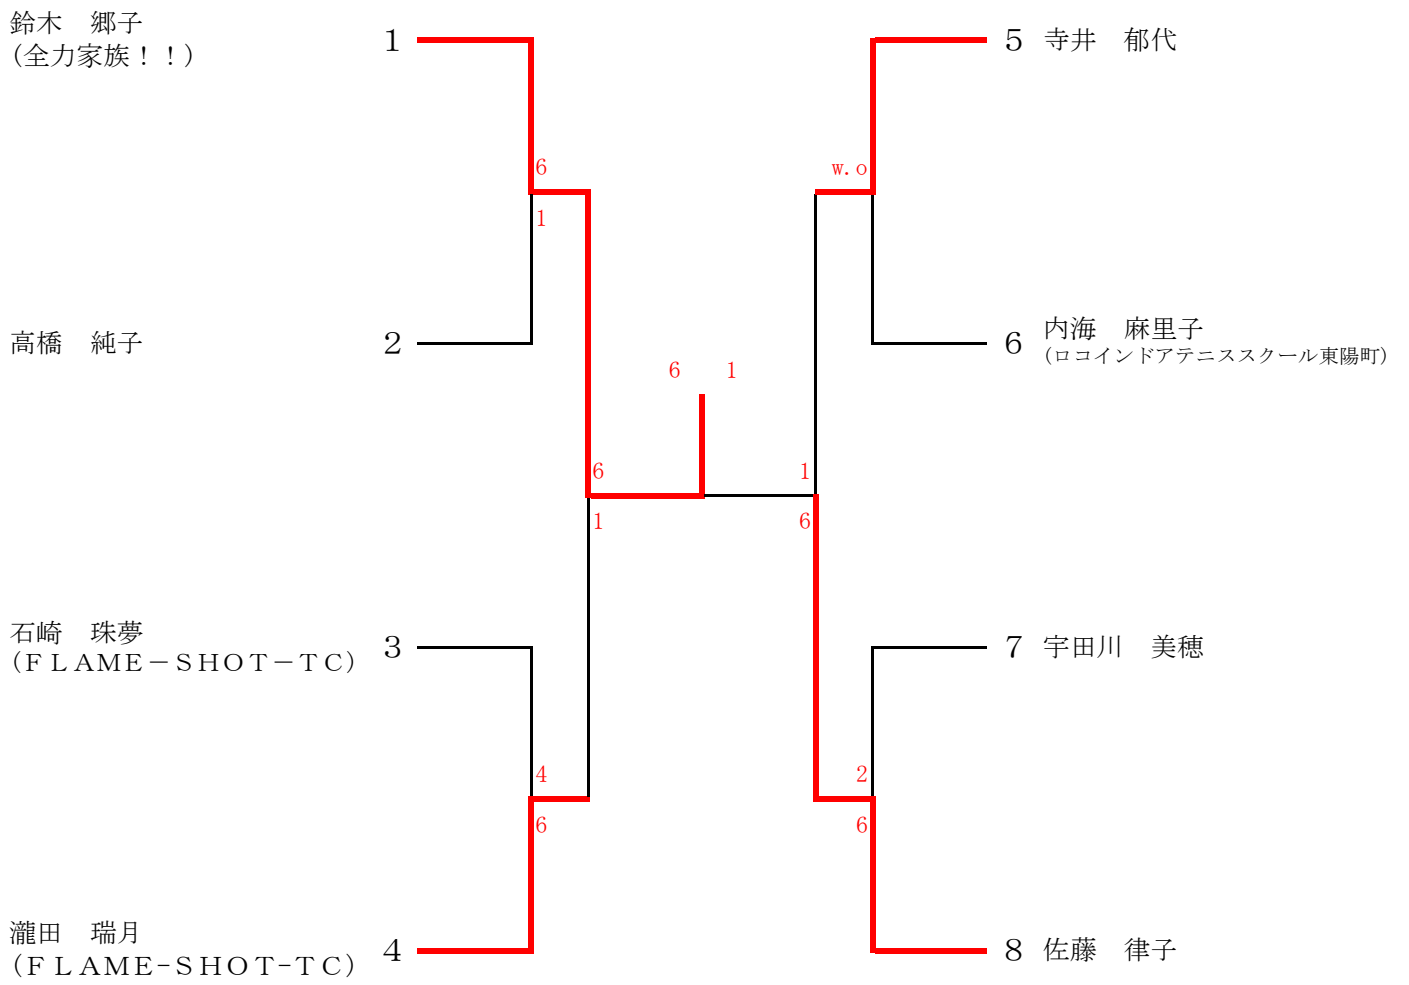 鈴木　郷子
(全力家族！！)
1
高橋　純子
2
石崎　珠夢
(ＦＬＡＭＥ－ＳＨＯＴ－ＴＣ)
3
瀧田　瑞月
(ＦＬＡＭＥ-ＳＨＯＴ-ＴＣ)
4
6
1
4
6
6
1
6　1
1
6
w.o
2
6
5
寺井　郁代
6
内海　麻里子
(ロコインドアテニススクール東陽町)
7
宇田川　美穂
8
佐藤　律子